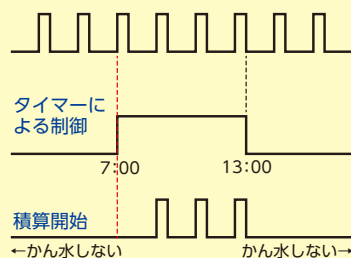 タイマーに
よる制御
7:00
13:00
積算開始
←かん水しない
かん水しない→